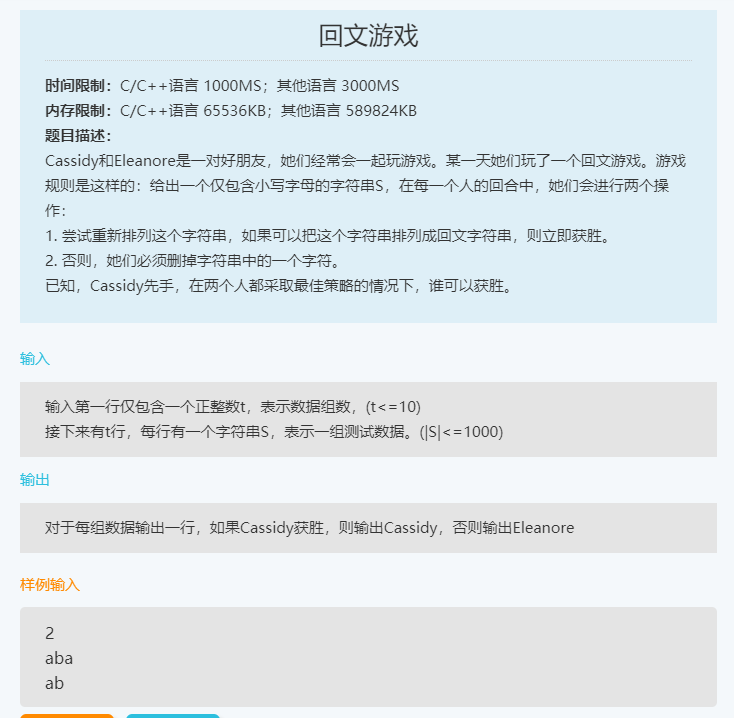 回文游戏
时间限制：C/C++语言 1000MS；其他语言 3000MS
内存限制：C/C++语言 65536KB；其他语言 589824KB
题目描述：
Cassidy和Eleanore是一对好朋友，她们经常会一起玩游戏。某一天她们玩了一个回文游戏。游戏
规则是这样的：给出一个仅包含小写字母的字符串S，在每一个人的回合中，她们会进行两个操
作：
1. 尝试重新排列这个字符串，如果可以把这个字符串排列成回文字符串，则立即获胜。
2. 否则，她们必须删掉字符串中的一个字符。
已知，Cassidy先手，在两个人都采取最佳策略的情况下，谁可以获胜。
输入
输入第一行仅包含一个正整数t，表示数据组数，(t<=10)
接下来有t行，每行有一个字符串S，表示一组测试数据。(|S|<=1000)
输出
对于每组数据输出一行，如果Cassidy获胜，则输出Cassidy，否则输出Eleanore
样例输入
2
aba
ab